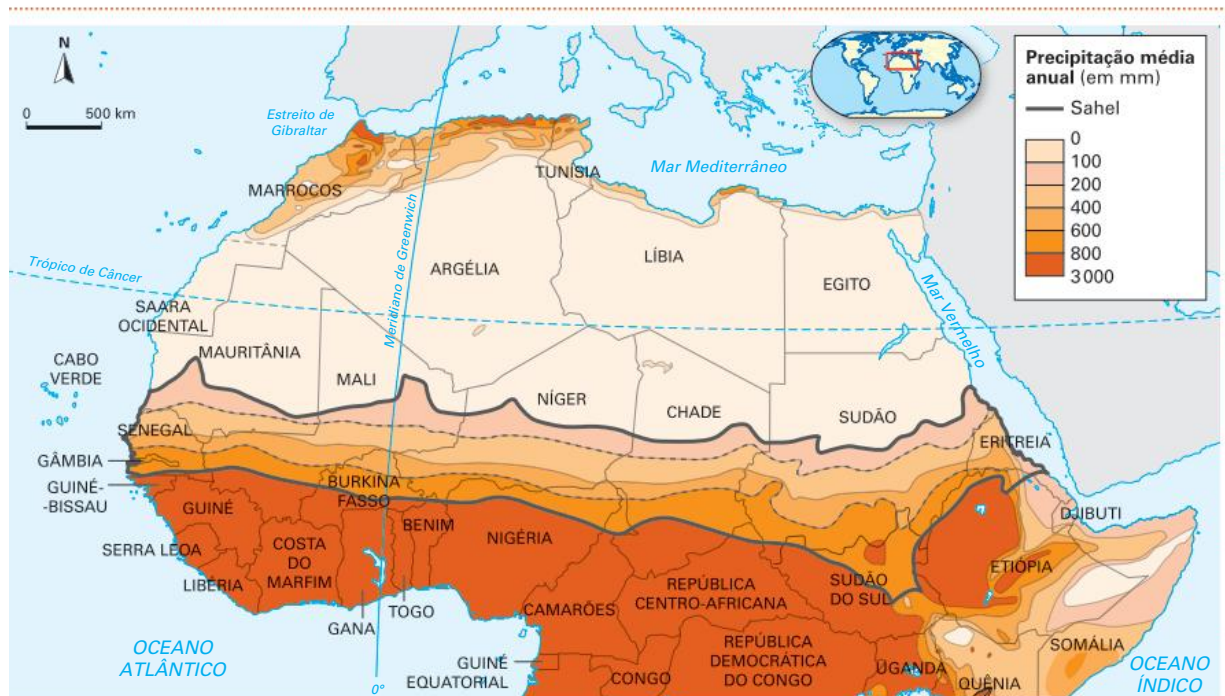 N
0 500 km
Estreito de
Gibraltar
Precipitação média
anual (em mm)
Sahel
0
100
200
400
600
800
3 000
MARROCOS
TUNÍSIA
Mar Mediterrâneo
Meridiano de Greenwich
Trópico de Câncer
ARGÉLIA
LÍBIA
EGITO
Mar Vermelho
SAARA
OCIDENTAL
CABO
VERDE
MAURITÂNIA
MALI
NÍGER
CHADE
SUDÃO
SENEGAL
ERITREIA
GÂMBIA
GUINÉ-
-BISSAU
BURKINA
FASSO
GUINÉ
BENIM
NIGÉRIA
DJIBUTI
SERRA LEOA
COSTA
DO
MARFIM
ETIÓPIA
LIBÉRIA
REPÚBLICA
CENTRO-AFRICANA
SUDÃO
DO SUL
TOGO
CAMARÕES
GANA
SOMÁLIA
OCEANO
ATLÂNTICO
GUINÉ
EQUATORIAL
REPÚBLICA
DEMOCRÁTICA
DO CONGO
CONGO
UGANDA
QUÊNIA
OCEANO
ÍNDICO
0°